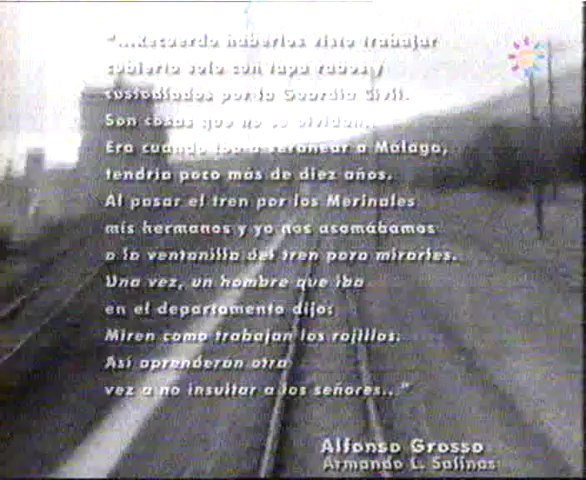 "...Recuerdo haberlos visto trabajar
cubierto solo con tapa rabos y
custodiados por la Guardia Civil.
Son cosas que no se olvidan.
Era cuando iba a veranear a Málaga,
tendría poco más de diez años.
Al pasar el tren por los Merinales
mis hermanos y yo nos asomábamos
a la ventanilla del tren para mirarles.
Una vez, un hombre que iba
en el departamento dijo:
Miren como trabajan los rojillos.
Así aprenderan otra
vez a no insultar a los señores..."
Alfonso Grosso
Armando L. Salinas